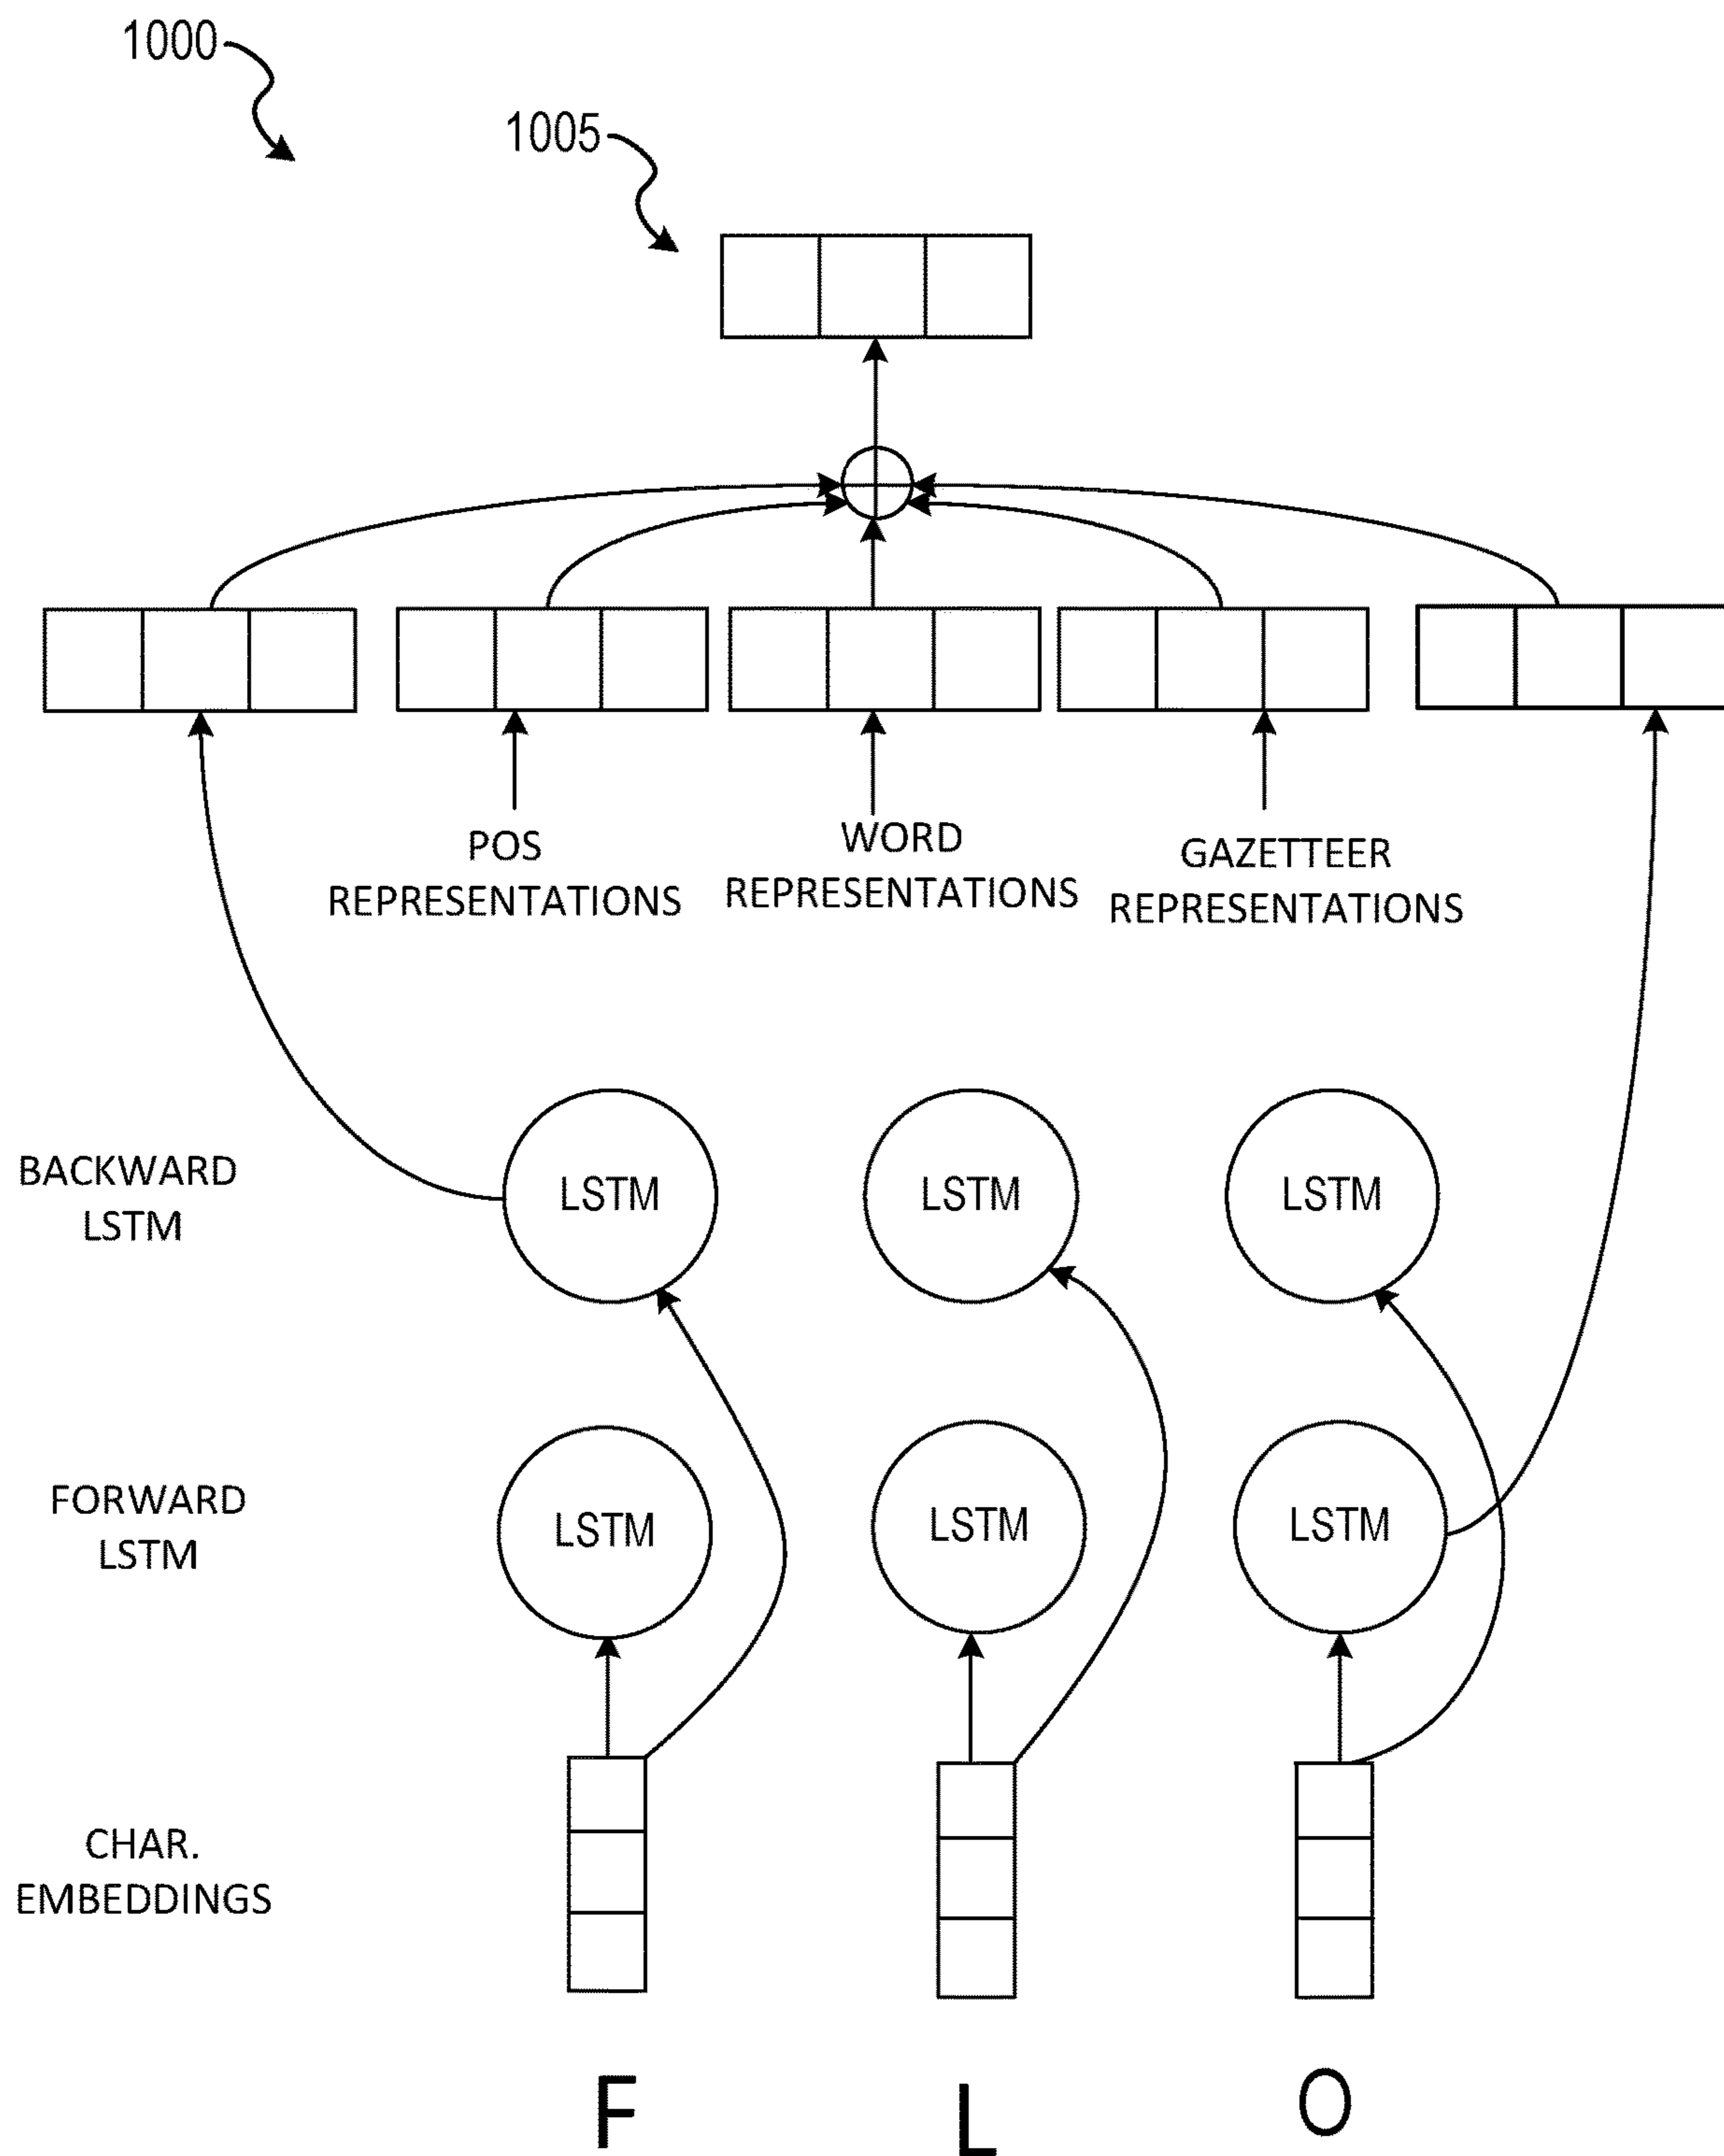 1000
1005
POS
REPRESENTATIONS
WORD
REPRESENTATIONS
GAZETTEER
REPRESENTATIONS
BACKWARD
LSTM
LSTM
LSTM
LSTM
FORWARD
LSTM
LSTM
LSTM
LSTM
CHAR.
EMBEDDINGS
F
L
O